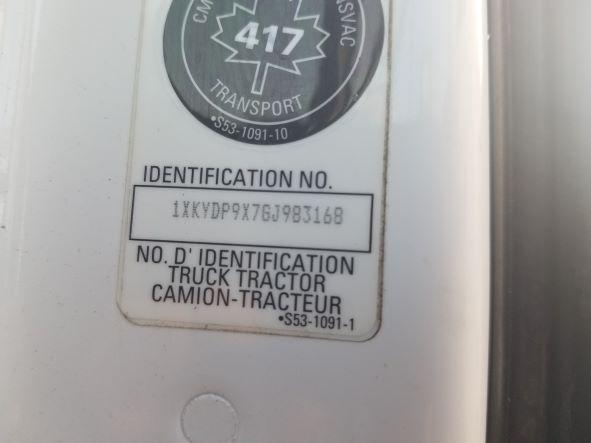 417
TRANSPORT
•S53-1091-10
IDENTIFICATION NO.
1XKYDP9X7GJ983168
NO. D' IDENTIFICATION
TRUCK TRACTOR
CAMION-TRACTEUR
•S53-1091-1